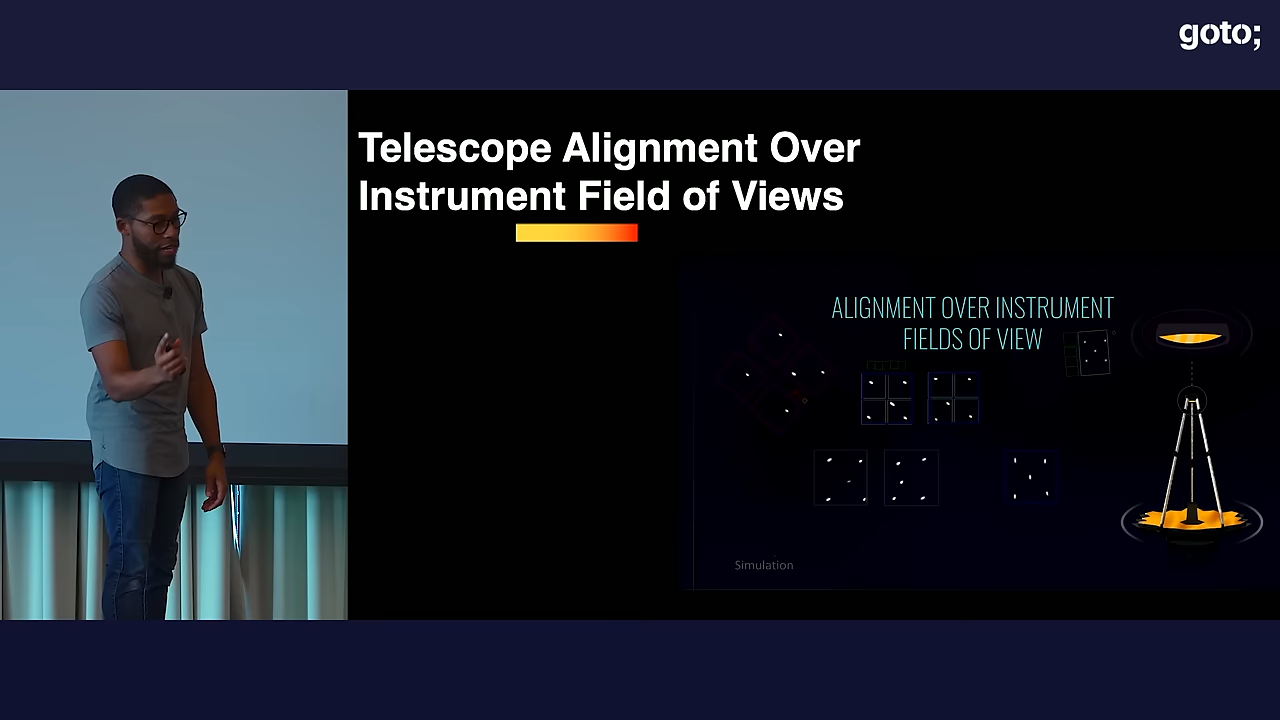 goto;
Telescope Alignment Over
Instrument Field of Views
ALIGNMENT OVER INSTRUMENT
FIELDS OF VIEW
Simulation